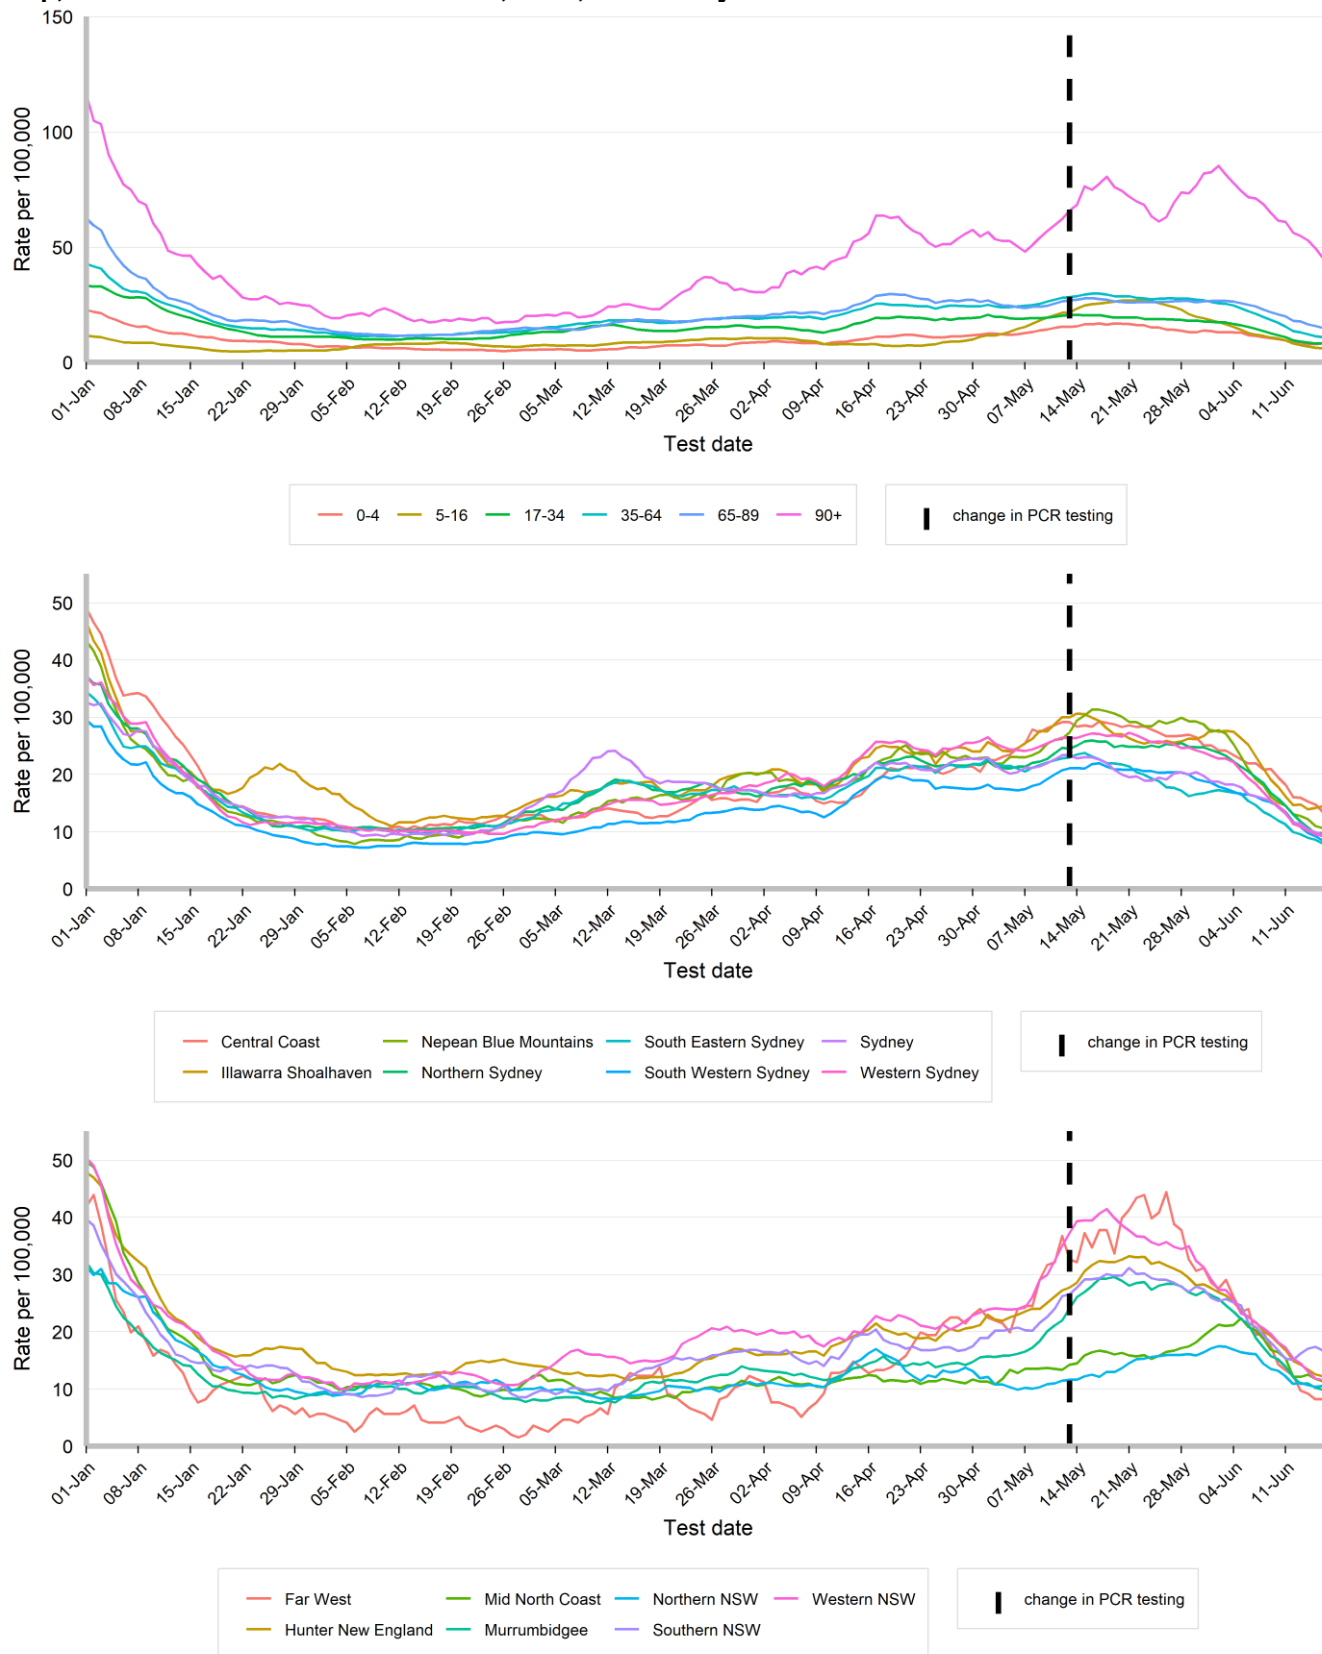 150
100
50
0
Rate per 100,000
01-Jan 08-Jan 15-Jan 22-Jan 29-Jan 05-Feb 12-Feb 19-Feb 26-Feb 05-Mar 12-Mar 19-Mar 26-Mar 02-Apr 09-Apr 16-Apr 23-Apr 30-Apr 07-May 14-May 21-May 28-May 04-Jun 11-Jun
Test date
0-4 5-16 17-34 35-64 65-89 90+ change in PCR testing
50
40
30
20
10
0
Rate per 100,000
01-Jan 08-Jan 15-Jan 22-Jan 29-Jan 05-Feb 12-Feb 19-Feb 26-Feb 05-Mar 12-Mar 19-Mar 26-Mar 02-Apr 09-Apr 16-Apr 23-Apr 30-Apr 07-May 14-May 21-May 28-May 04-Jun 11-Jun
Test date
Central Coast Nepean Blue Mountains South Eastern Sydney Sydney change in PCR testing
Illawarra Shoalhaven Northern Sydney South Western Sydney Western Sydney
50
40
30
20
10
0
Rate per 100,000
01-Jan 08-Jan 15-Jan 22-Jan 29-Jan 05-Feb 12-Feb 19-Feb 26-Feb 05-Mar 12-Mar 19-Mar 26-Mar 02-Apr 09-Apr 16-Apr 23-Apr 30-Apr 07-May 14-May 21-May 28-May 04-Jun 11-Jun
Test date
Far West Mid North Coast Northern NSW Western NSW change in PCR testing
Hunter New England Murrumbidgee Southern NSW